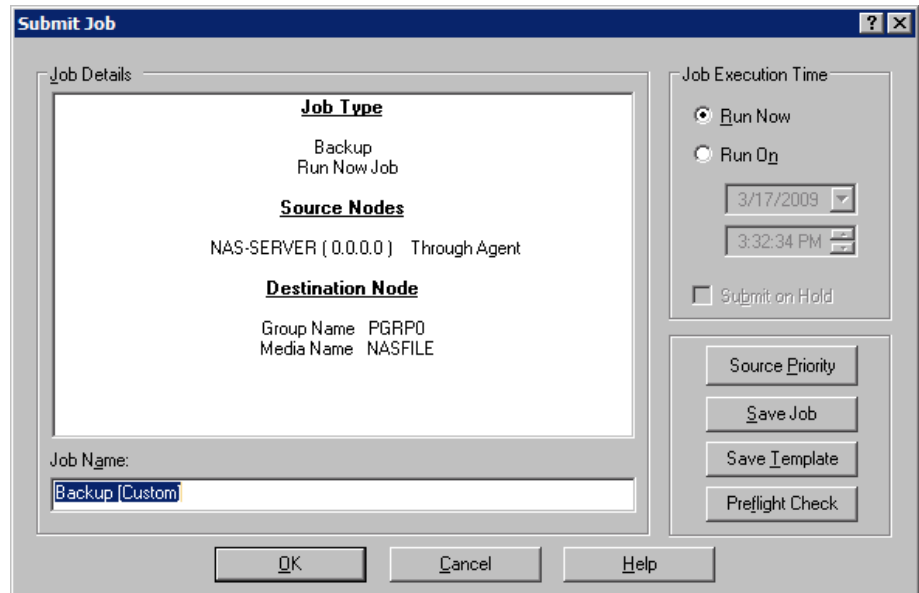 Submit Job
Job Details
Job Type
Backup
Run Now Job
Source Nodes
NAS-SERVER ( 0.0.0.0 ) Through Agent
Destination Node
Group Name PGRP0
Media Name NASFILE
Job Name:
Backup [Custom]
Job Execution Time
Run Now
Run On
3/17/2009
3:32:34 PM
Submit on Hold
Source Priority
Save Job
Save Template
Preflight Check
OK
Cancel
Help